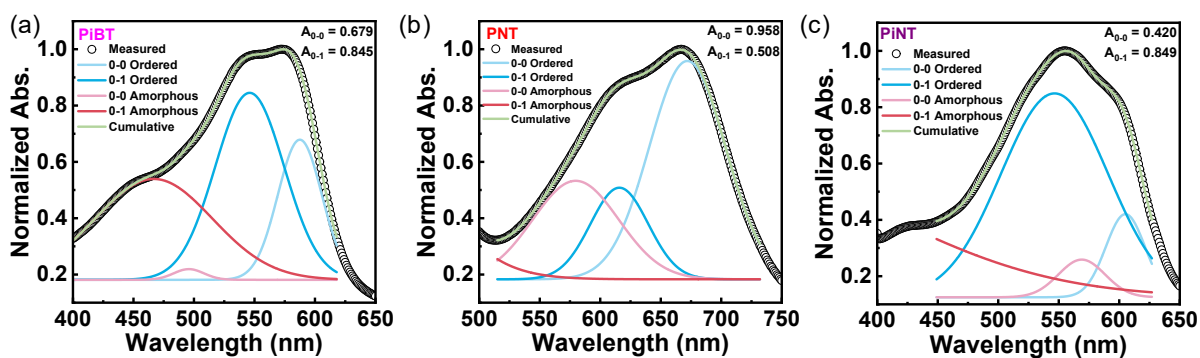 (a)
PiBT
A0-0 = 0.679
A0-1 = 0.845
Measured
0-0 Ordered
0-1 Ordered
0-0 Amorphous
0-1 Amorphous
Cumulative
Normalized Abs.
1.0
0.8
0.6
0.4
0.2
400 450 500 550 600 650
Wavelength (nm)
(b)
PNT
A0-0 = 0.958
A0-1 = 0.508
Measured
0-0 Ordered
0-1 Ordered
0-0 Amorphous
0-1 Amorphous
Cumulative
Normalized Abs.
1.0
0.8
0.6
0.4
0.2
500 550 600 650 700 750
Wavelength (nm)
(c)
PiNT
A0-0 = 0.420
A0-1 = 0.849
Measured
0-0 Ordered
0-1 Ordered
0-0 Amorphous
0-1 Amorphous
Cumulative
Normalized Abs.
1.0
0.8
0.6
0.4
0.2
400 450 500 550 600 650
Wavelength (nm)